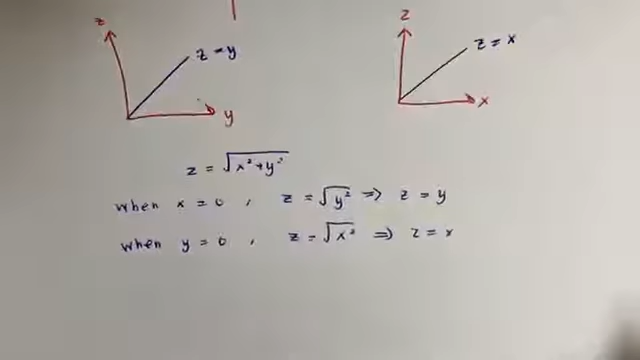 z
z = y
y
z
z = x
x
z = √(x² + y²)
when x = 0 , z = √y² ⇒ z = y
when y = 0 , z = √x² ⇒ z = x